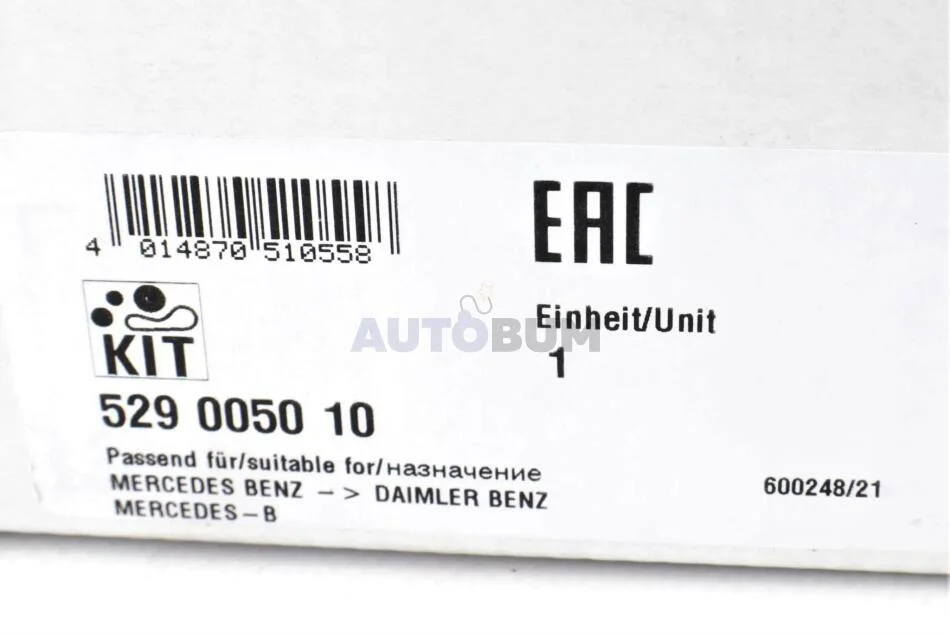 4 014870 510558
EAC
KIT
AUTOBUM
Einheit/Unit
1
529 0050 10
Passend für/suitable for/назначение
MERCEDES BENZ -> DAIMLER BENZ
MERCEDES-B
600248/21